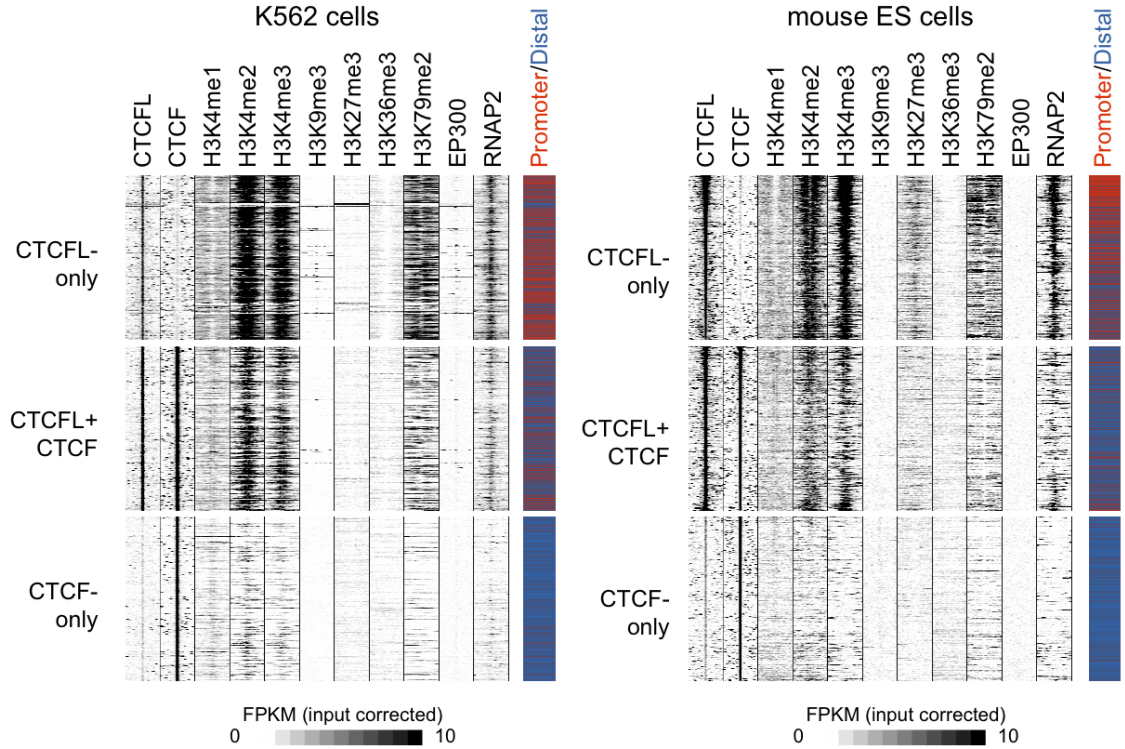 K562 cells
mouse ES cells
CTCFL
CTCF
H3K4me1
H3K4me2
H3K4me3
H3K9me3
H3K27me3
H3K36me3
H3K79me2
EP300
RNAP2
Promoter/Distal
CTCFL
CTCF
H3K4me1
H3K4me2
H3K4me3
H3K9me3
H3K27me3
H3K36me3
H3K79me2
EP300
RNAP2
Promoter/Distal
CTCFL-
only
CTCFL+
CTCF
CTCF-
only
CTCFL-
only
CTCFL+
CTCF
CTCF-
only
FPKM (input corrected)
0 10
FPKM (input corrected)
0 10